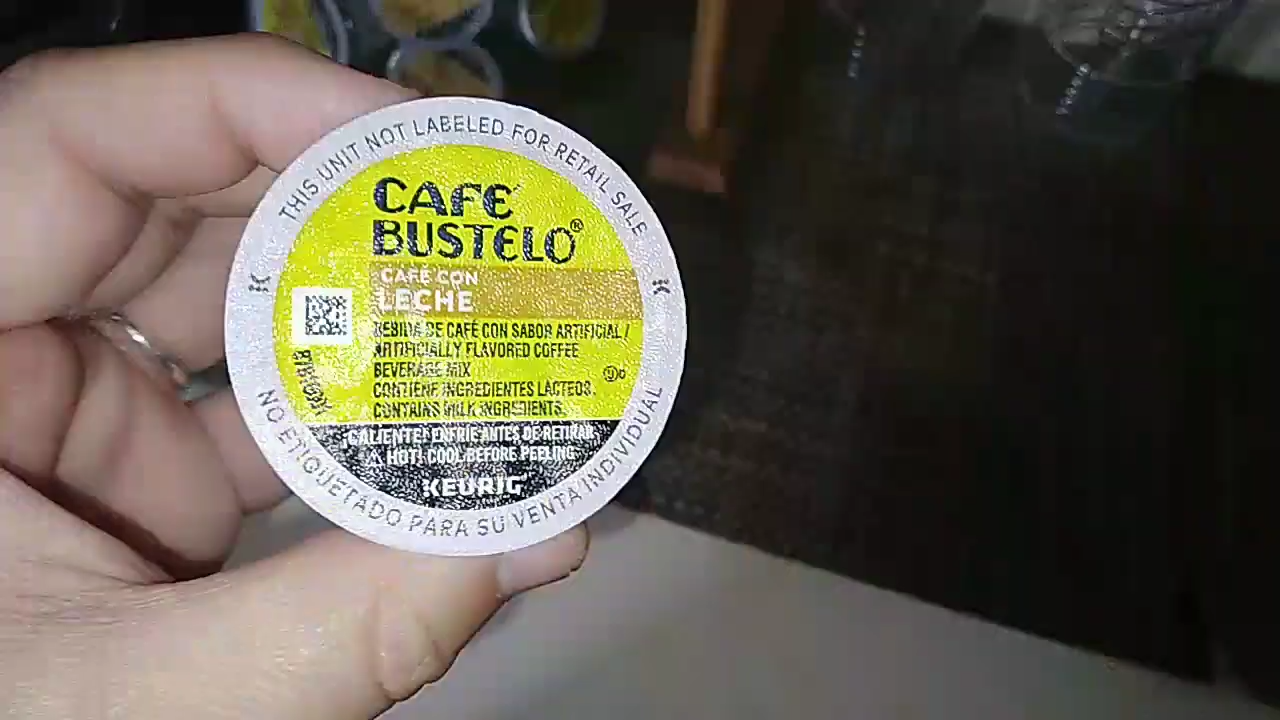 THIS UNIT NOT LABELED FOR RETAIL SALE
CAFÉ
BUSTELO®
CAFÉ CON
LECHE
BEBIDA DE CAFÉ CON SABOR ARTIFICIAL /
ARTIFICIALLY FLAVORED COFFEE
BEVERAGE MIX
CONTIENE INGREDIENTES LÁCTEOS.
CONTAINS MILK INGREDIENTS.
¡CALIENTE! ENFRÍE ANTES DE RETIRAR.
⚠ HOT! COOL BEFORE PEELING.
KEURIG
NO ETIQUETADO PARA SU VENTA INDIVIDUAL